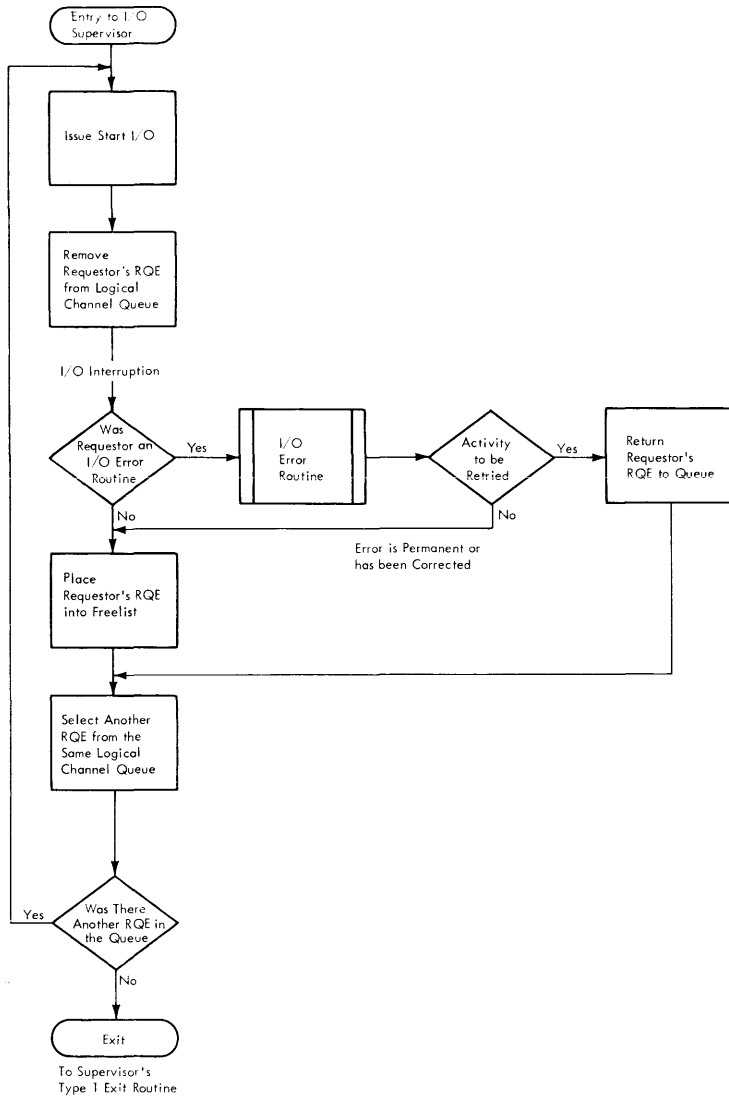 Entry to I/O
Supervisor
Issue Start I/O
Remove
Requestor's RQE
from Logical
Channel Queue
I/O Interruption
Was
Requestor an
I/O Error
Routine
Yes
I/O
Error
Routine
Activity
to be
Retried
Yes
Return
Requestor's
RQE to Queue
No
No
Error is Permanent or
has been Corrected
Place
Requestor's RQE
into Freelist
Select Another
RQE from the
Same Logical
Channel Queue
Yes
Was There
Another RQE in
the Queue
No
Exit
To Supervisor's
Type 1 Exit Routine